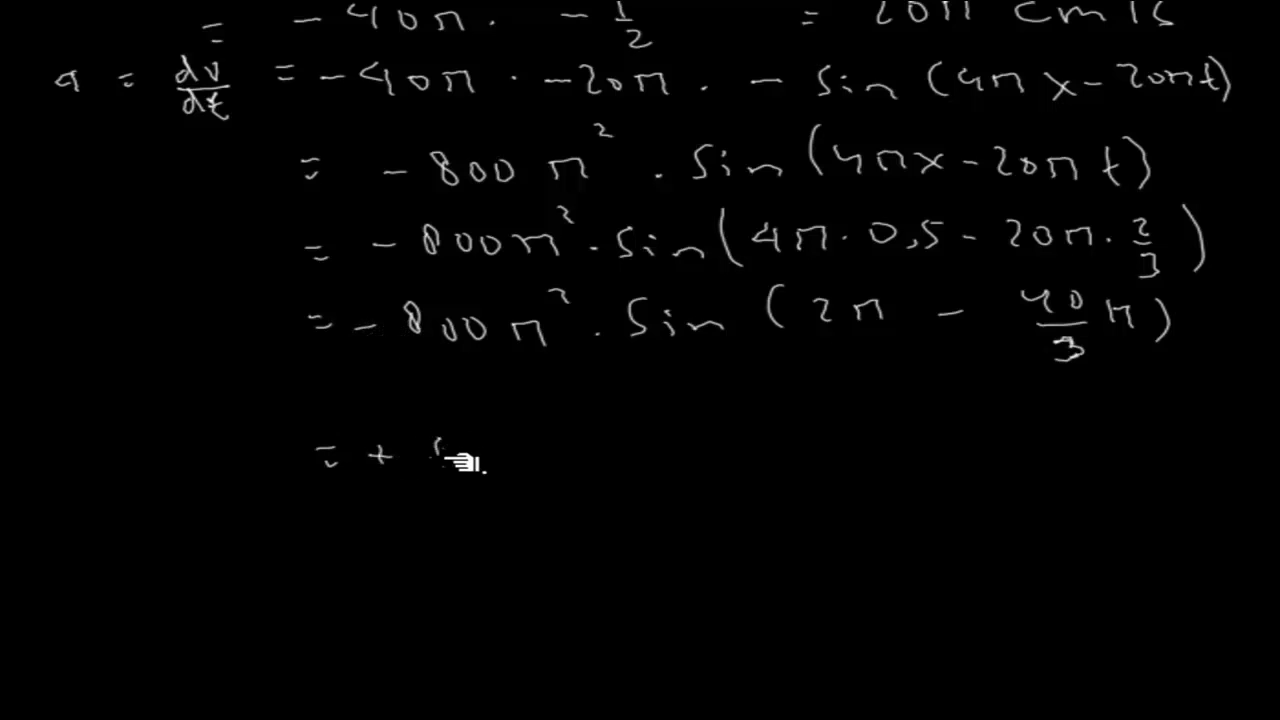 = - 40π · - 1/2 = 20π cm/s
a = dv/dt = - 40π · - 20π · - sin (4πx - 20πt)
= - 800π² · sin (4πx - 20πt)
= - 800π² · sin (4π · 0,5 - 20π · 2/3)
= - 800π² · sin (2π - 40/3 π)
= +